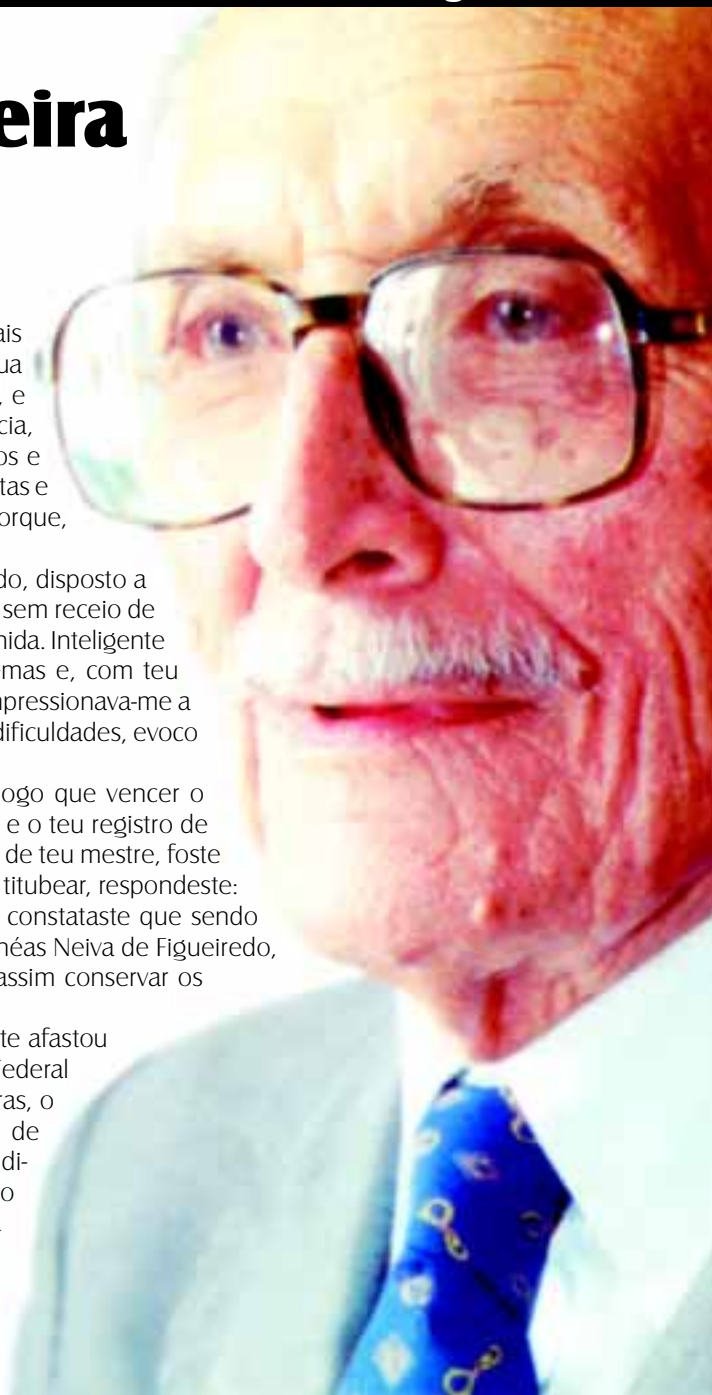 eira
ais
ua
, e
cia,
os e
tas e
orque,
do, disposto a
sem receio de
nida. Inteligente
mas e, com teu
npressionava-me a
dificuldades, evoco
ogo que vencer o
e o teu registro de
de teu mestre, foste
titubear, respondeste:
constataste que sendo
néas Neiva de Figueiredo,
assim conservar os
te afastou
Federal
ras, o
de
di-
o